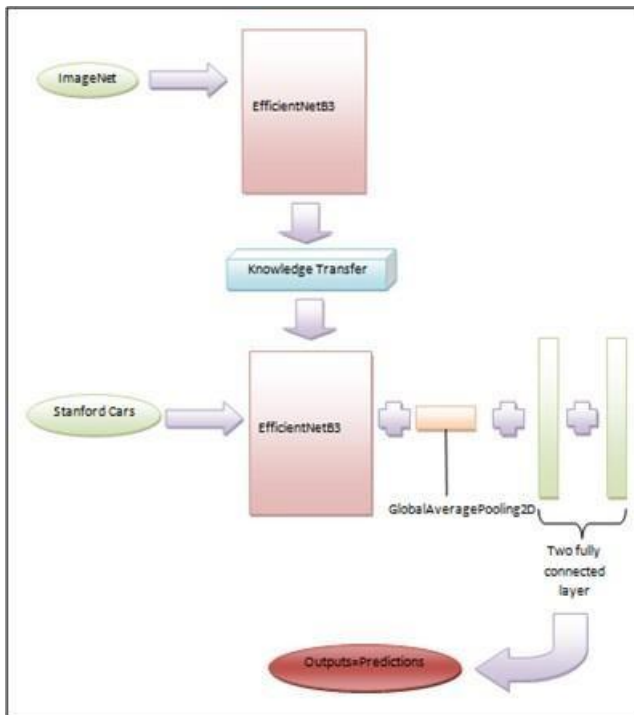 ImageNet
EfficientNetB3
Knowledge Transfer
Stanford Cars
EfficientNetB3
GlobalAveragePooling2D
Two fully
connected
layer
Outputs=Predictions